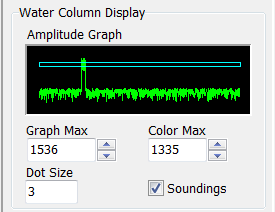 Water Column Display
Amplitude Graph
Graph Max Color Max
1536 1335
Dot Size
3 Soundings